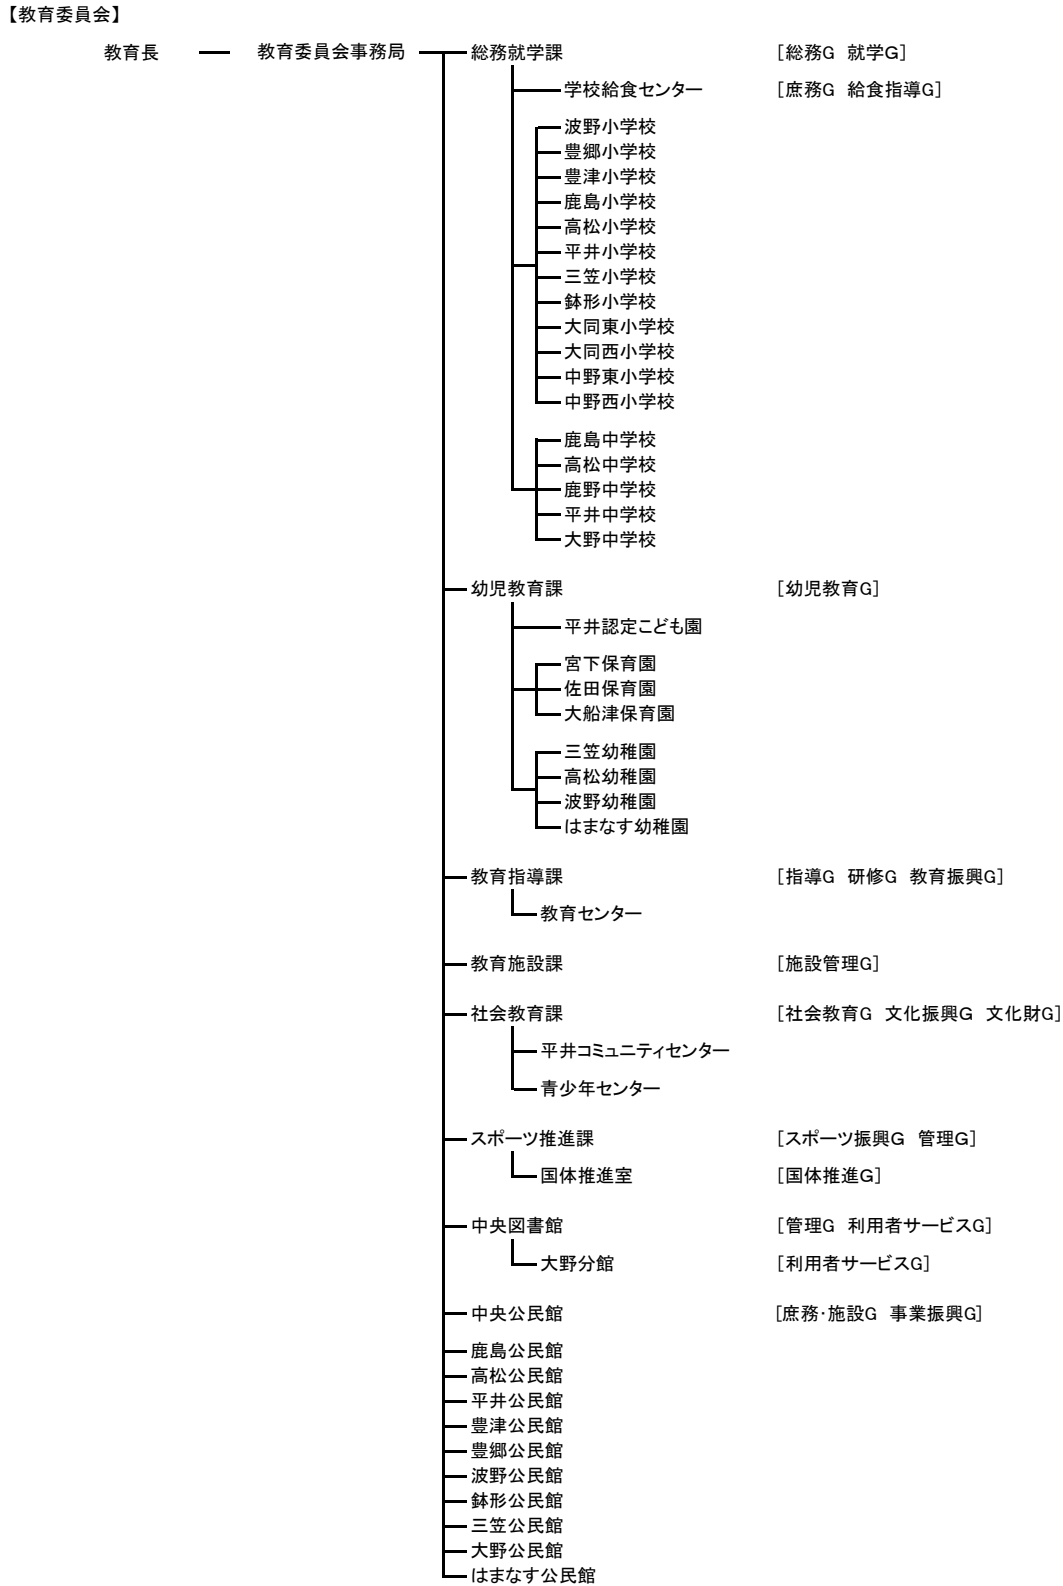 【教育委員会】
教育長 教育委員会事務局 総務就学課 [総務G 就学G]
学校給食センター [庶務G 給食指導G]
波野小学校
豊郷小学校
豊津小学校
鹿島小学校
高松小学校
平井小学校
三笠小学校
鉢形小学校
大同東小学校
大同西小学校
中野東小学校
中野西小学校
鹿島中学校
高松中学校
鹿野中学校
平井中学校
大野中学校
幼児教育課 [幼児教育G]
平井認定こども園
宮下保育園
佐田保育園
大船津保育園
三笠幼稚園
高松幼稚園
波野幼稚園
はまなす幼稚園
教育指導課 [指導G 研修G 教育振興G]
教育センター
教育施設課 [施設管理G]
社会教育課 [社会教育G 文化振興G 文化財G]
平井コミュニティセンター
青少年センター
スポーツ推進課 [スポーツ振興G 管理G]
国体推進室 [国体推進G]
中央図書館 [管理G 利用者サービスG]
大野分館 [利用者サービスG]
中央公民館 [庶務・施設G 事業振興G]
鹿島公民館
高松公民館
平井公民館
豊津公民館
豊郷公民館
波野公民館
鉢形公民館
三笠公民館
大野公民館
はまなす公民館